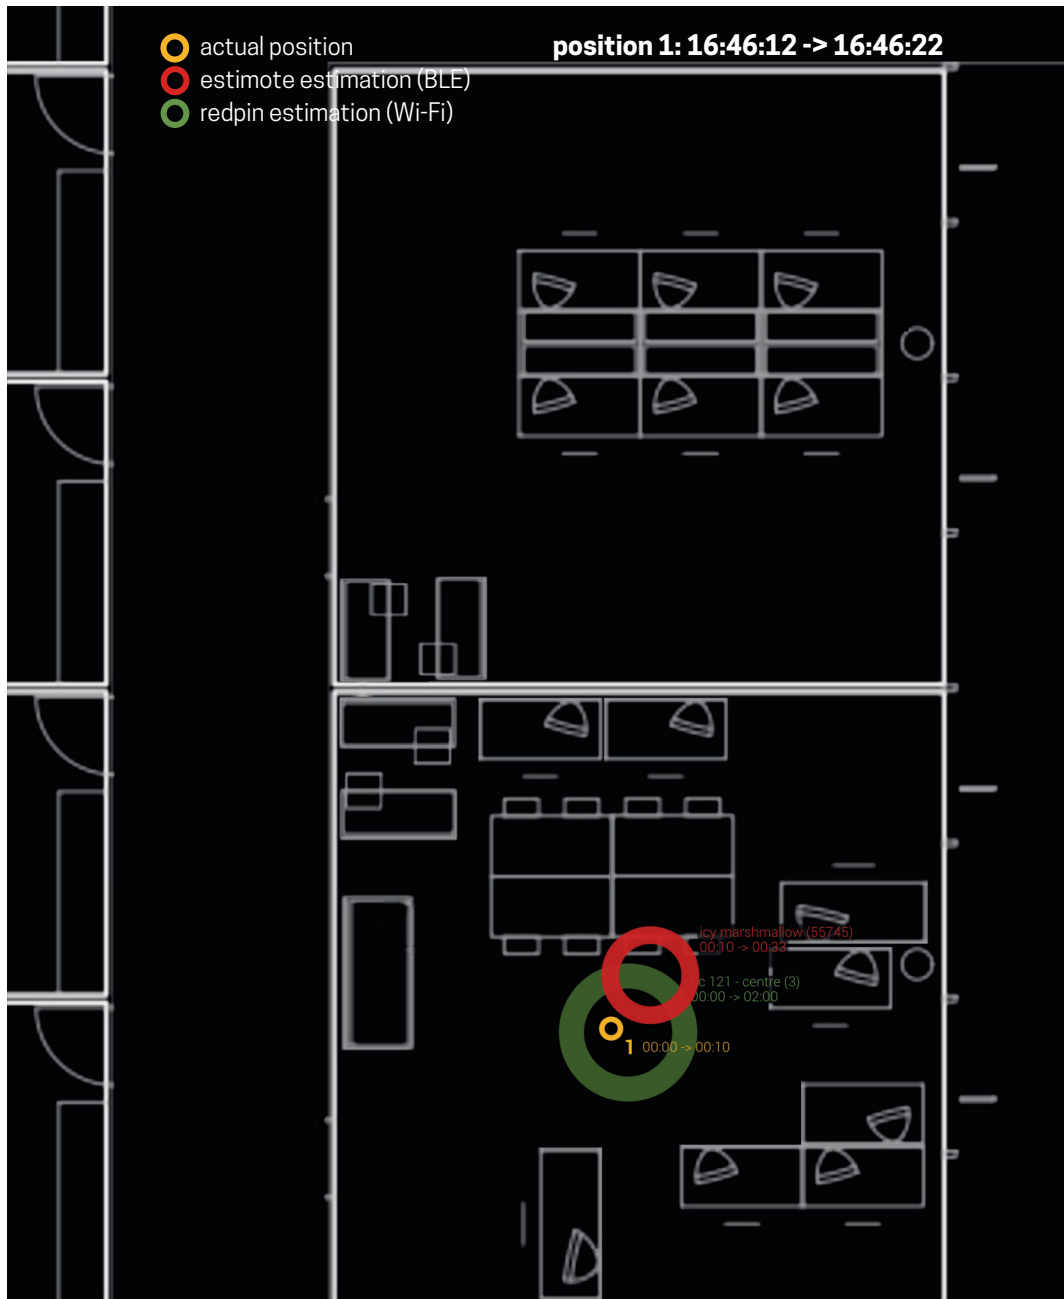 actual position
position 1: 16:46:12 -> 16:46:22
estimote estimation (BLE)
redpin estimation (Wi-Fi)
icy marshmallow (55745)
00:10 -> 00:33
c 121 - centre (3)
00:00 -> 02:00
1 00:00 -> 00:10